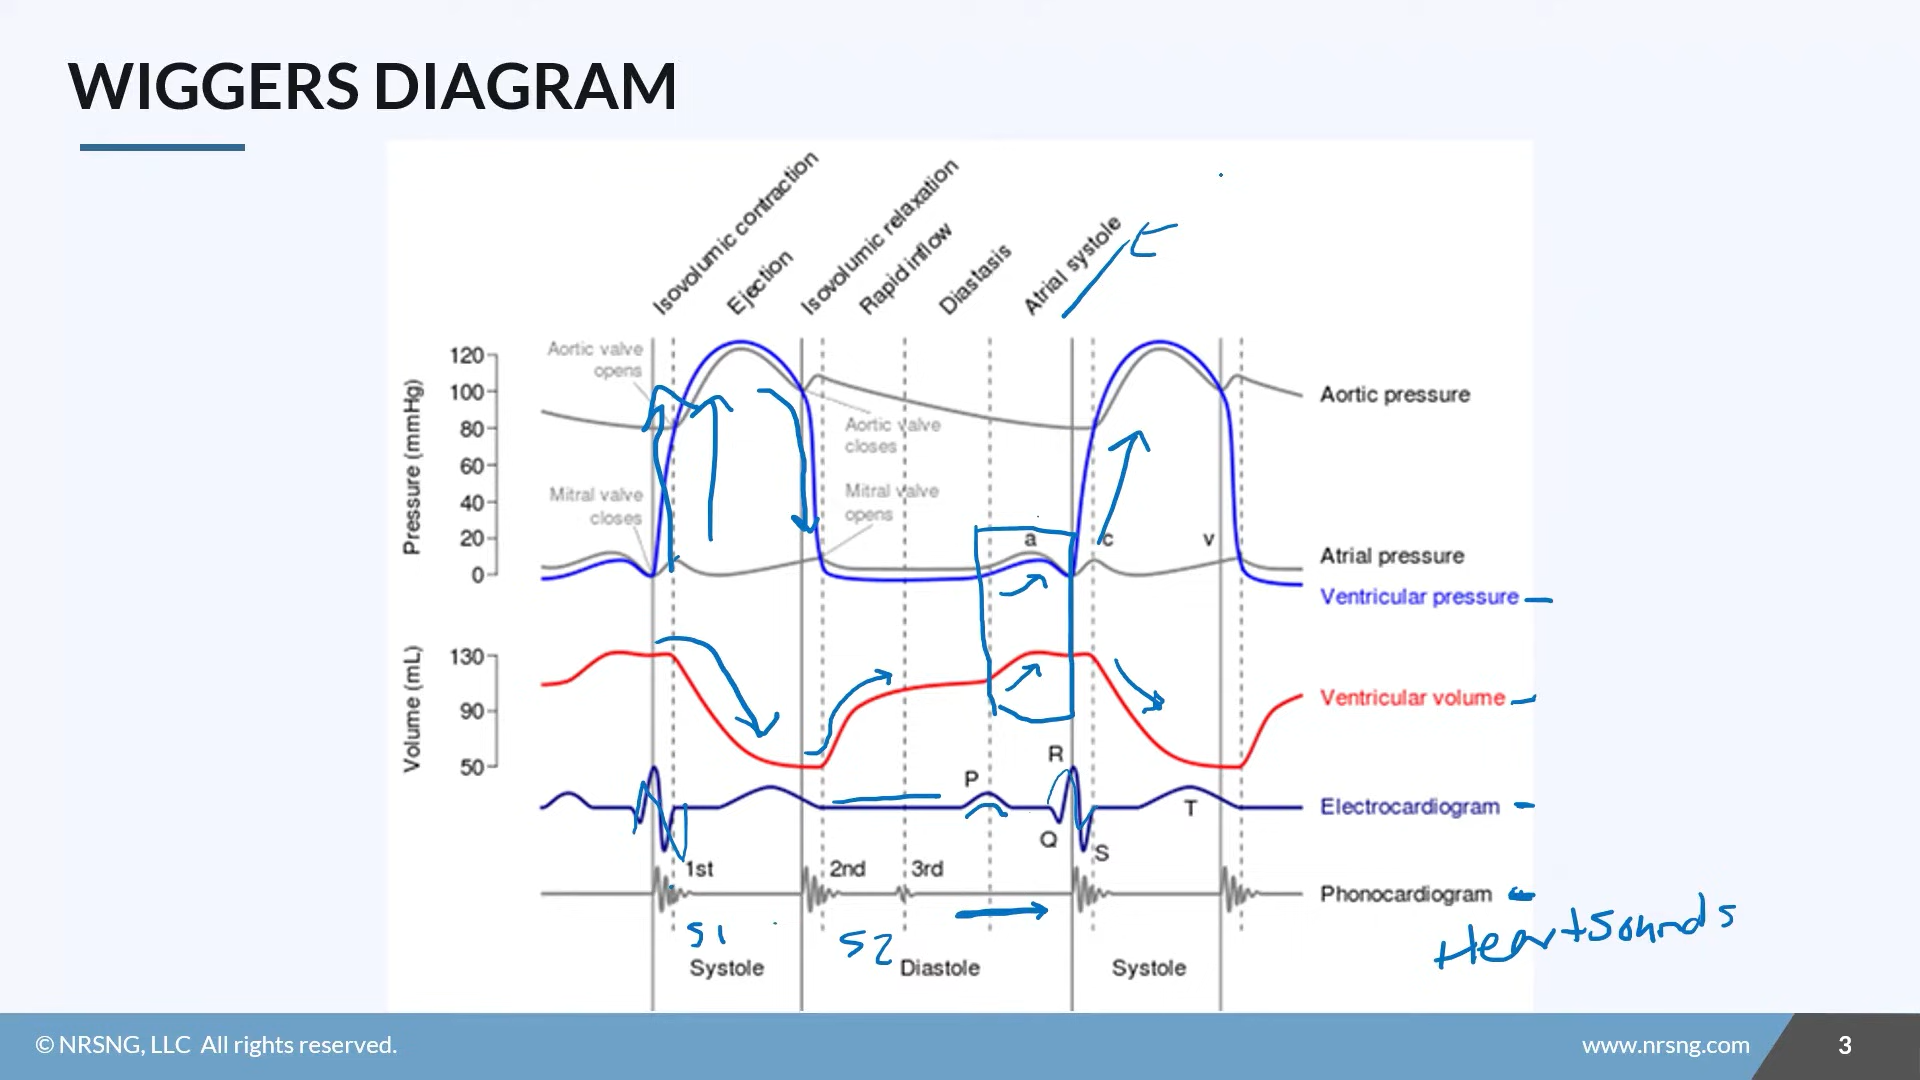 WIGGERS DIAGRAM
Isovolumic contraction
Ejection
Isovolumic relaxation
Rapid inflow
Diastasis
Atrial systole
Pressure (mmHg)
120
100
80
60
40
20
0
Aortic valve
opens
Mitral valve
closes
Aortic valve
closes
Mitral valve
opens
a
c
v
Aortic pressure
Atrial pressure
Ventricular pressure
Volume (mL)
130
90
50
Ventricular volume
R
P
Q
S
T
Electrocardiogram
1st
2nd
3rd
Phonocardiogram
S1
S2
Heart Sounds
Systole
Diastole
Systole
© NRSNG, LLC All rights reserved.
www.nrsng.com
3